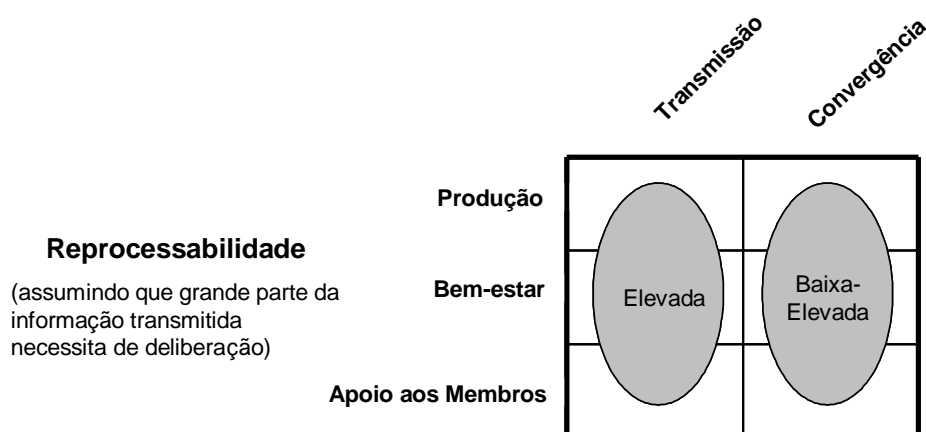 Transmissão
Convergência
Produção
Reprocessabilidade
(assumindo que grande parte da
informação transmitida
necessita de deliberação)
Bem-estar
Elevada
Baixa-
Elevada
Apoio aos Membros